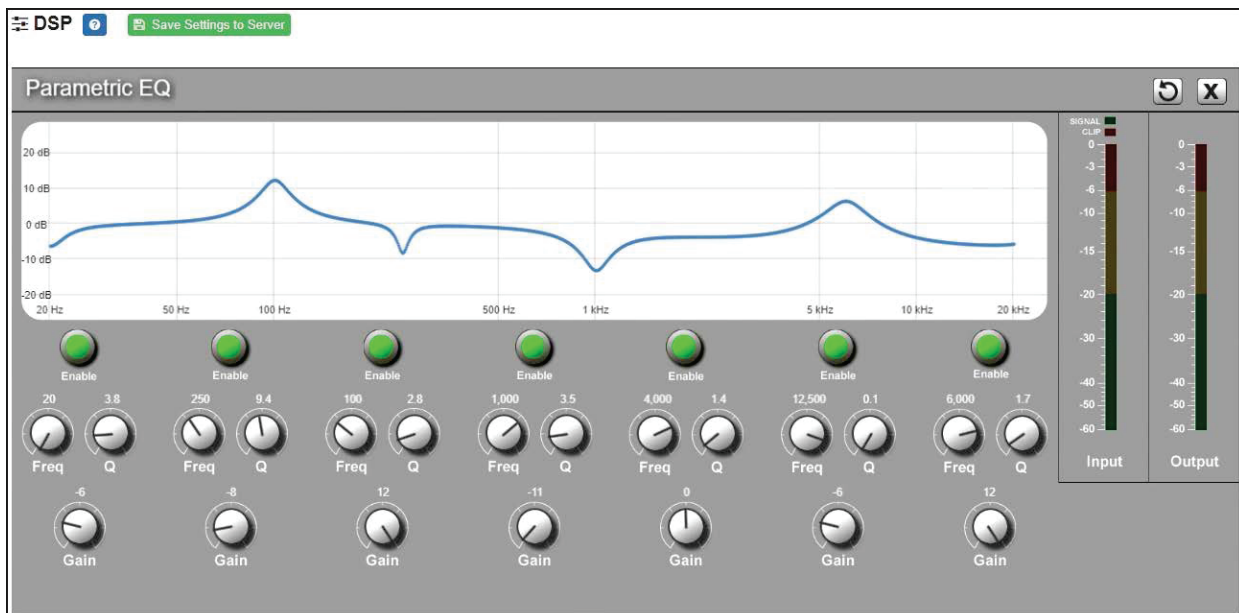 DSP ? Save Settings to Server
Parametric EQ X
20 dB
10 dB
0 dB
-10 dB
-20 dB
20 Hz 50 Hz 100 Hz 500 Hz 1 kHz 5 kHz 10 kHz 20 kHz
SIGNAL
CLIP
0 0
-3 -3
-6 -6
-10 -10
-15 -15
-20 -20
-30 -30
-40 -40
-50 -50
-60 -60
Input Output
Enable Enable Enable Enable Enable Enable Enable
20 3.8 250 9.4 100 2.8 1,000 3.5 4,000 1.4 12,500 0.1 6,000 1.7
Freq Q Freq Q Freq Q Freq Q Freq Q Freq Q Freq Q
-6 -8 12 -11 0 -6 12
Gain Gain Gain Gain Gain Gain Gain